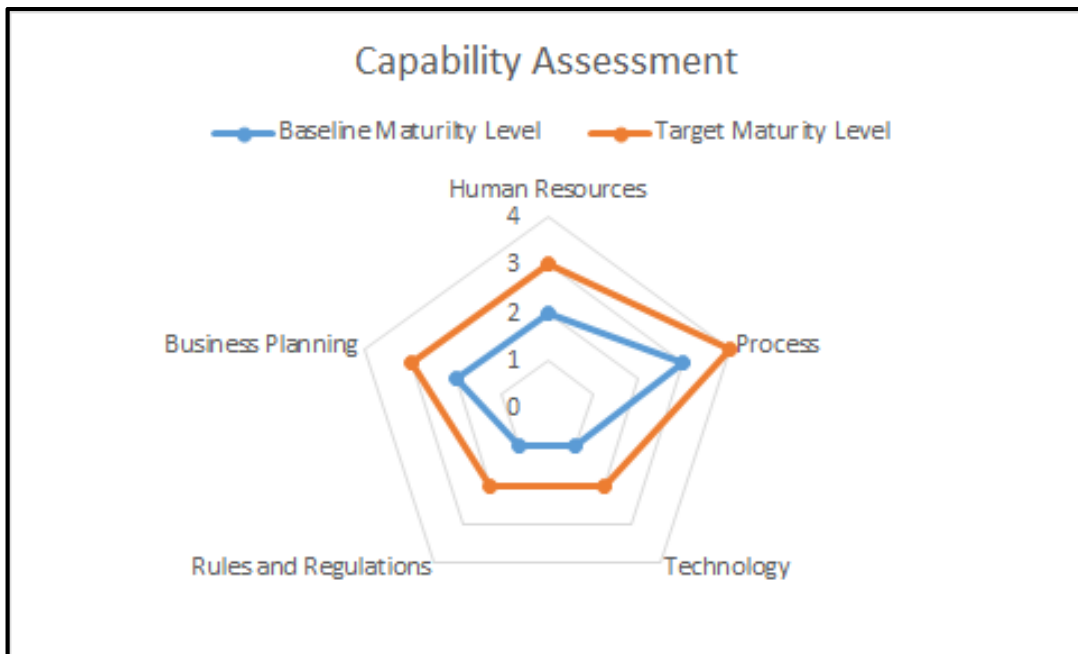 Capability Assessment
Baseline Maturilty Level
Target Maturity Level
Human Resources
4
3
2
1
0
Business Planning
Process
Rules and Regulations
Technology